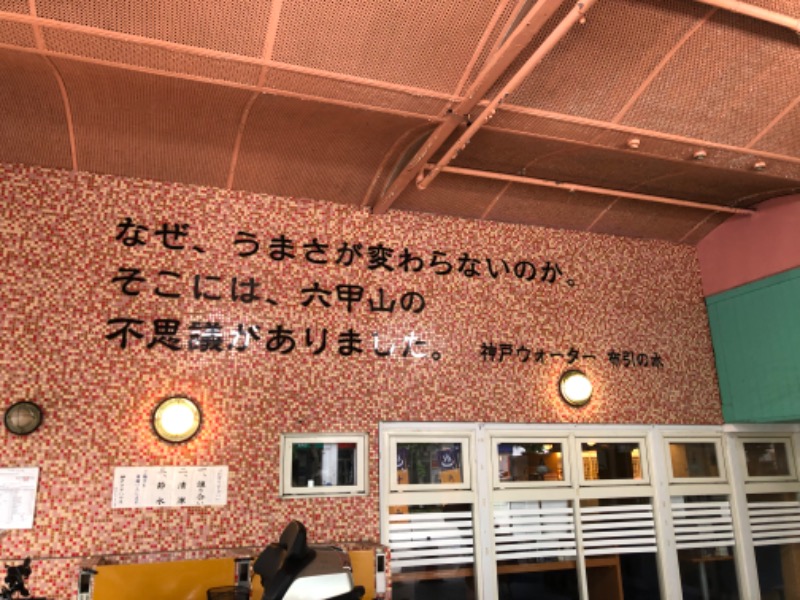 なぜ、うまさが変わらないのか。
そこには、六甲山の
不思議がありました。
神戸ウォーター 布引の水